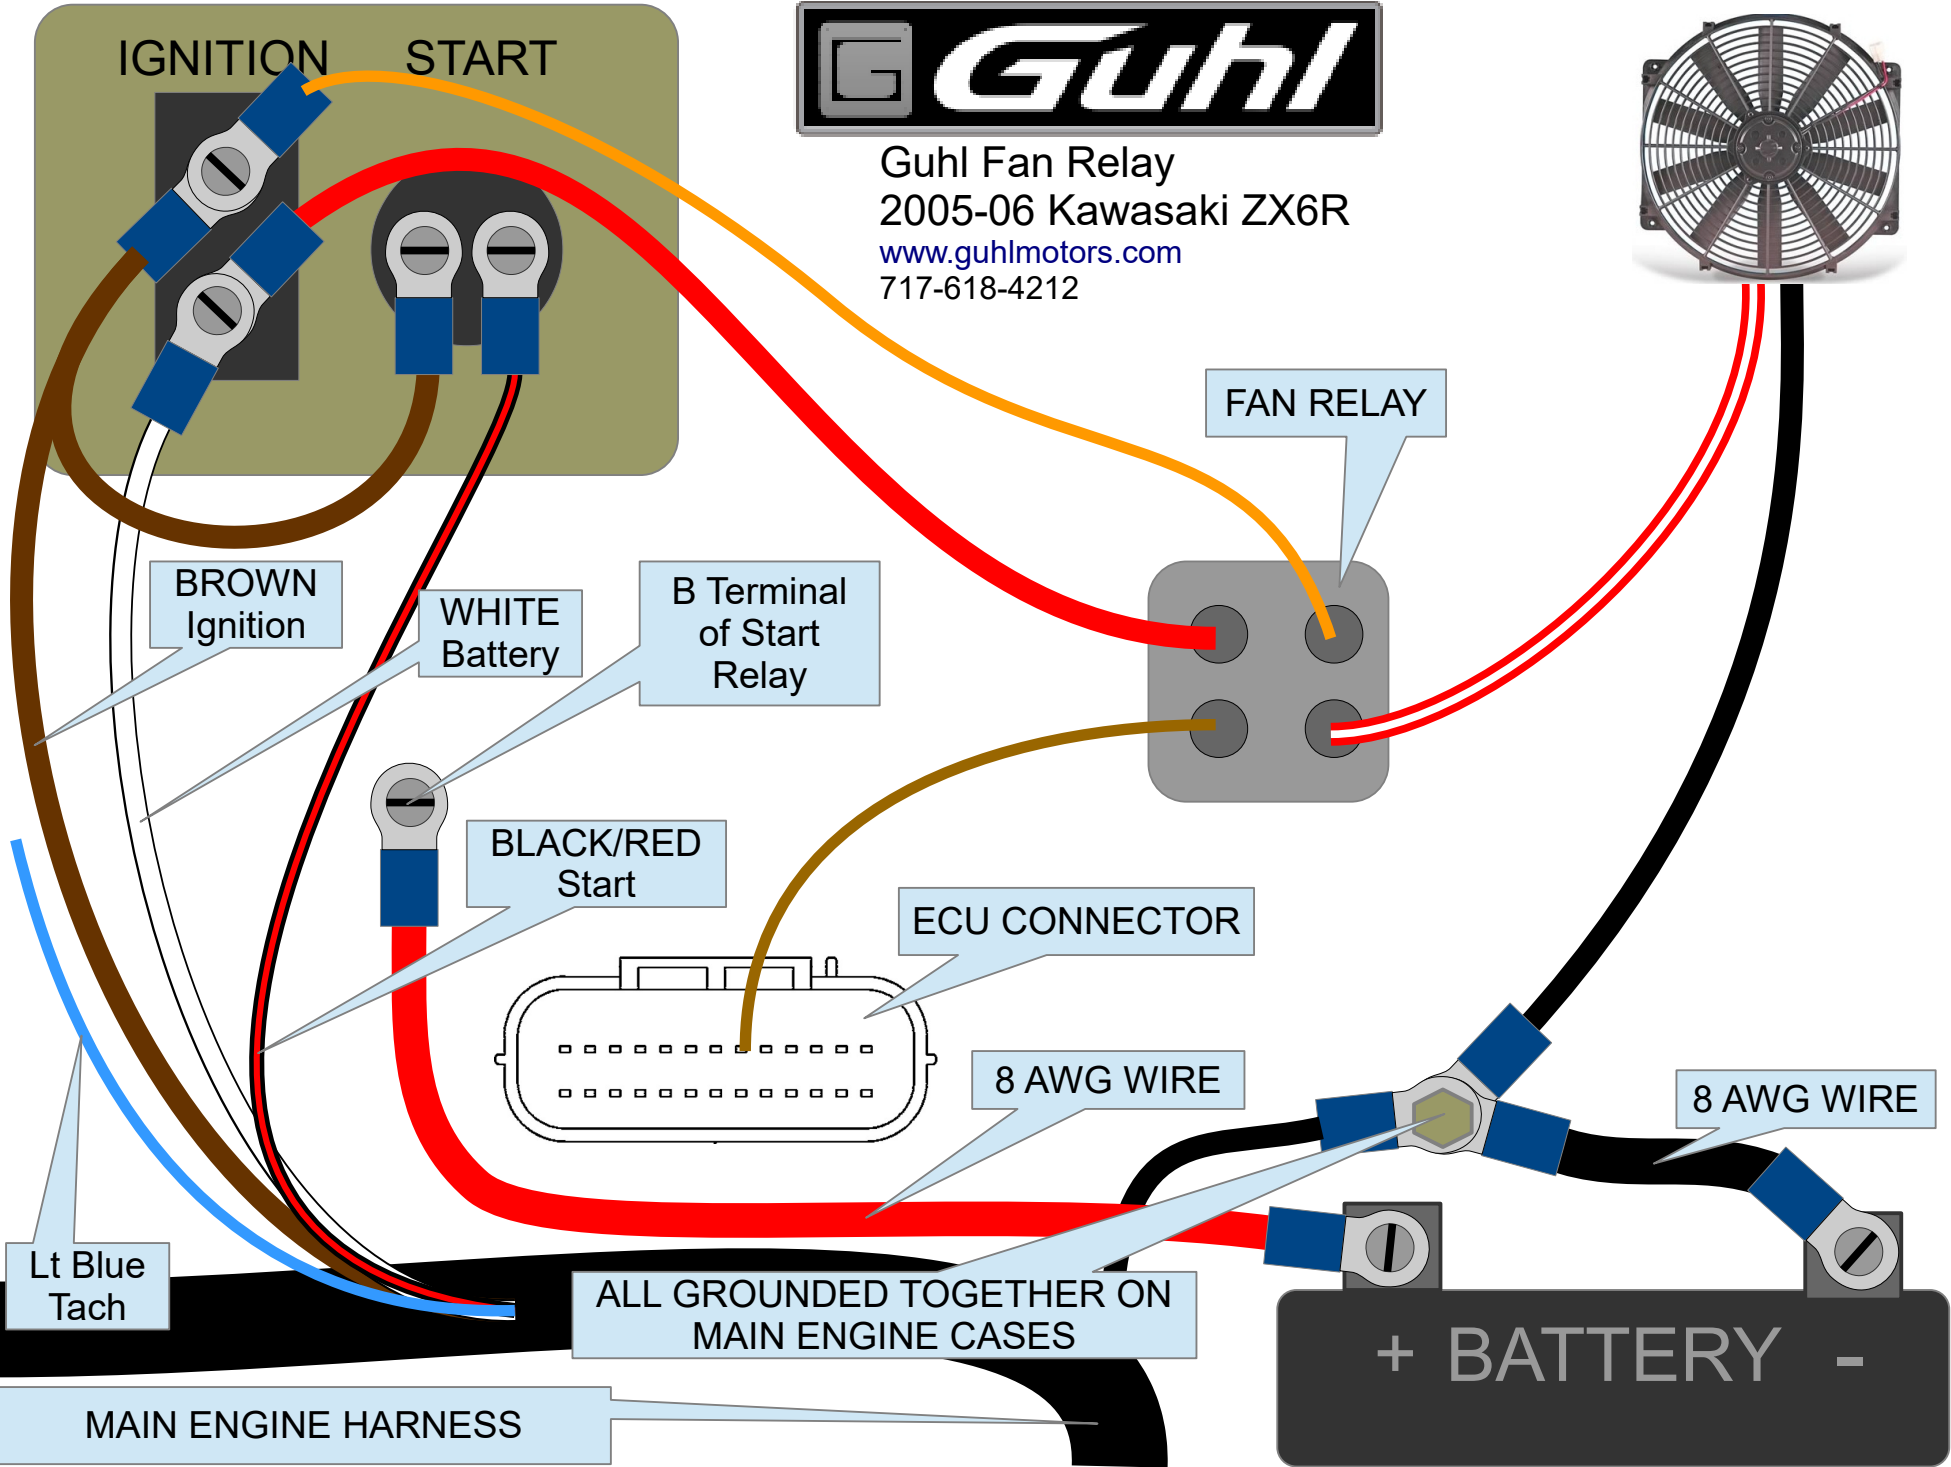 IGNITION START
Guhl
Guhl Fan Relay
2005-06 Kawasaki ZX6R
www.guhlmotors.com
717-618-4212
FAN RELAY
BROWN
Ignition
WHITE
Battery
B Terminal
of Start
Relay
BLACK/RED
Start
ECU CONNECTOR
8 AWG WIRE
8 AWG WIRE
Lt Blue
Tach
ALL GROUNDED TOGETHER ON
MAIN ENGINE CASES
+ BATTERY -
MAIN ENGINE HARNESS